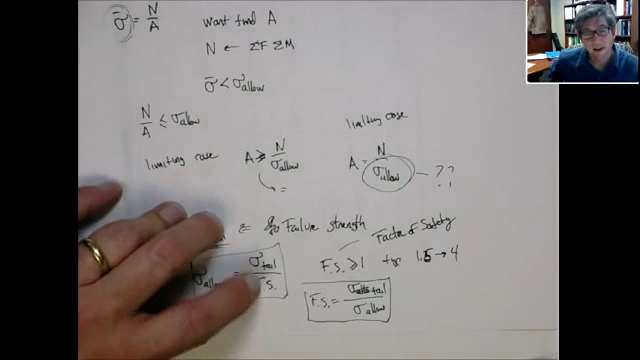 σ̄ = N/A want find A
N ← ΣF ΣM
σ̄ < σallow
N/A ≤ σallow
limiting case
limiting case A ≥ N/σallow
A = N/σallow — ??
=
Failure strength
Factor of Safety
F.S. ≥ 1 typ 1.5 → 4
σallow = σfail/F.S.
F.S. = σfail/σallow